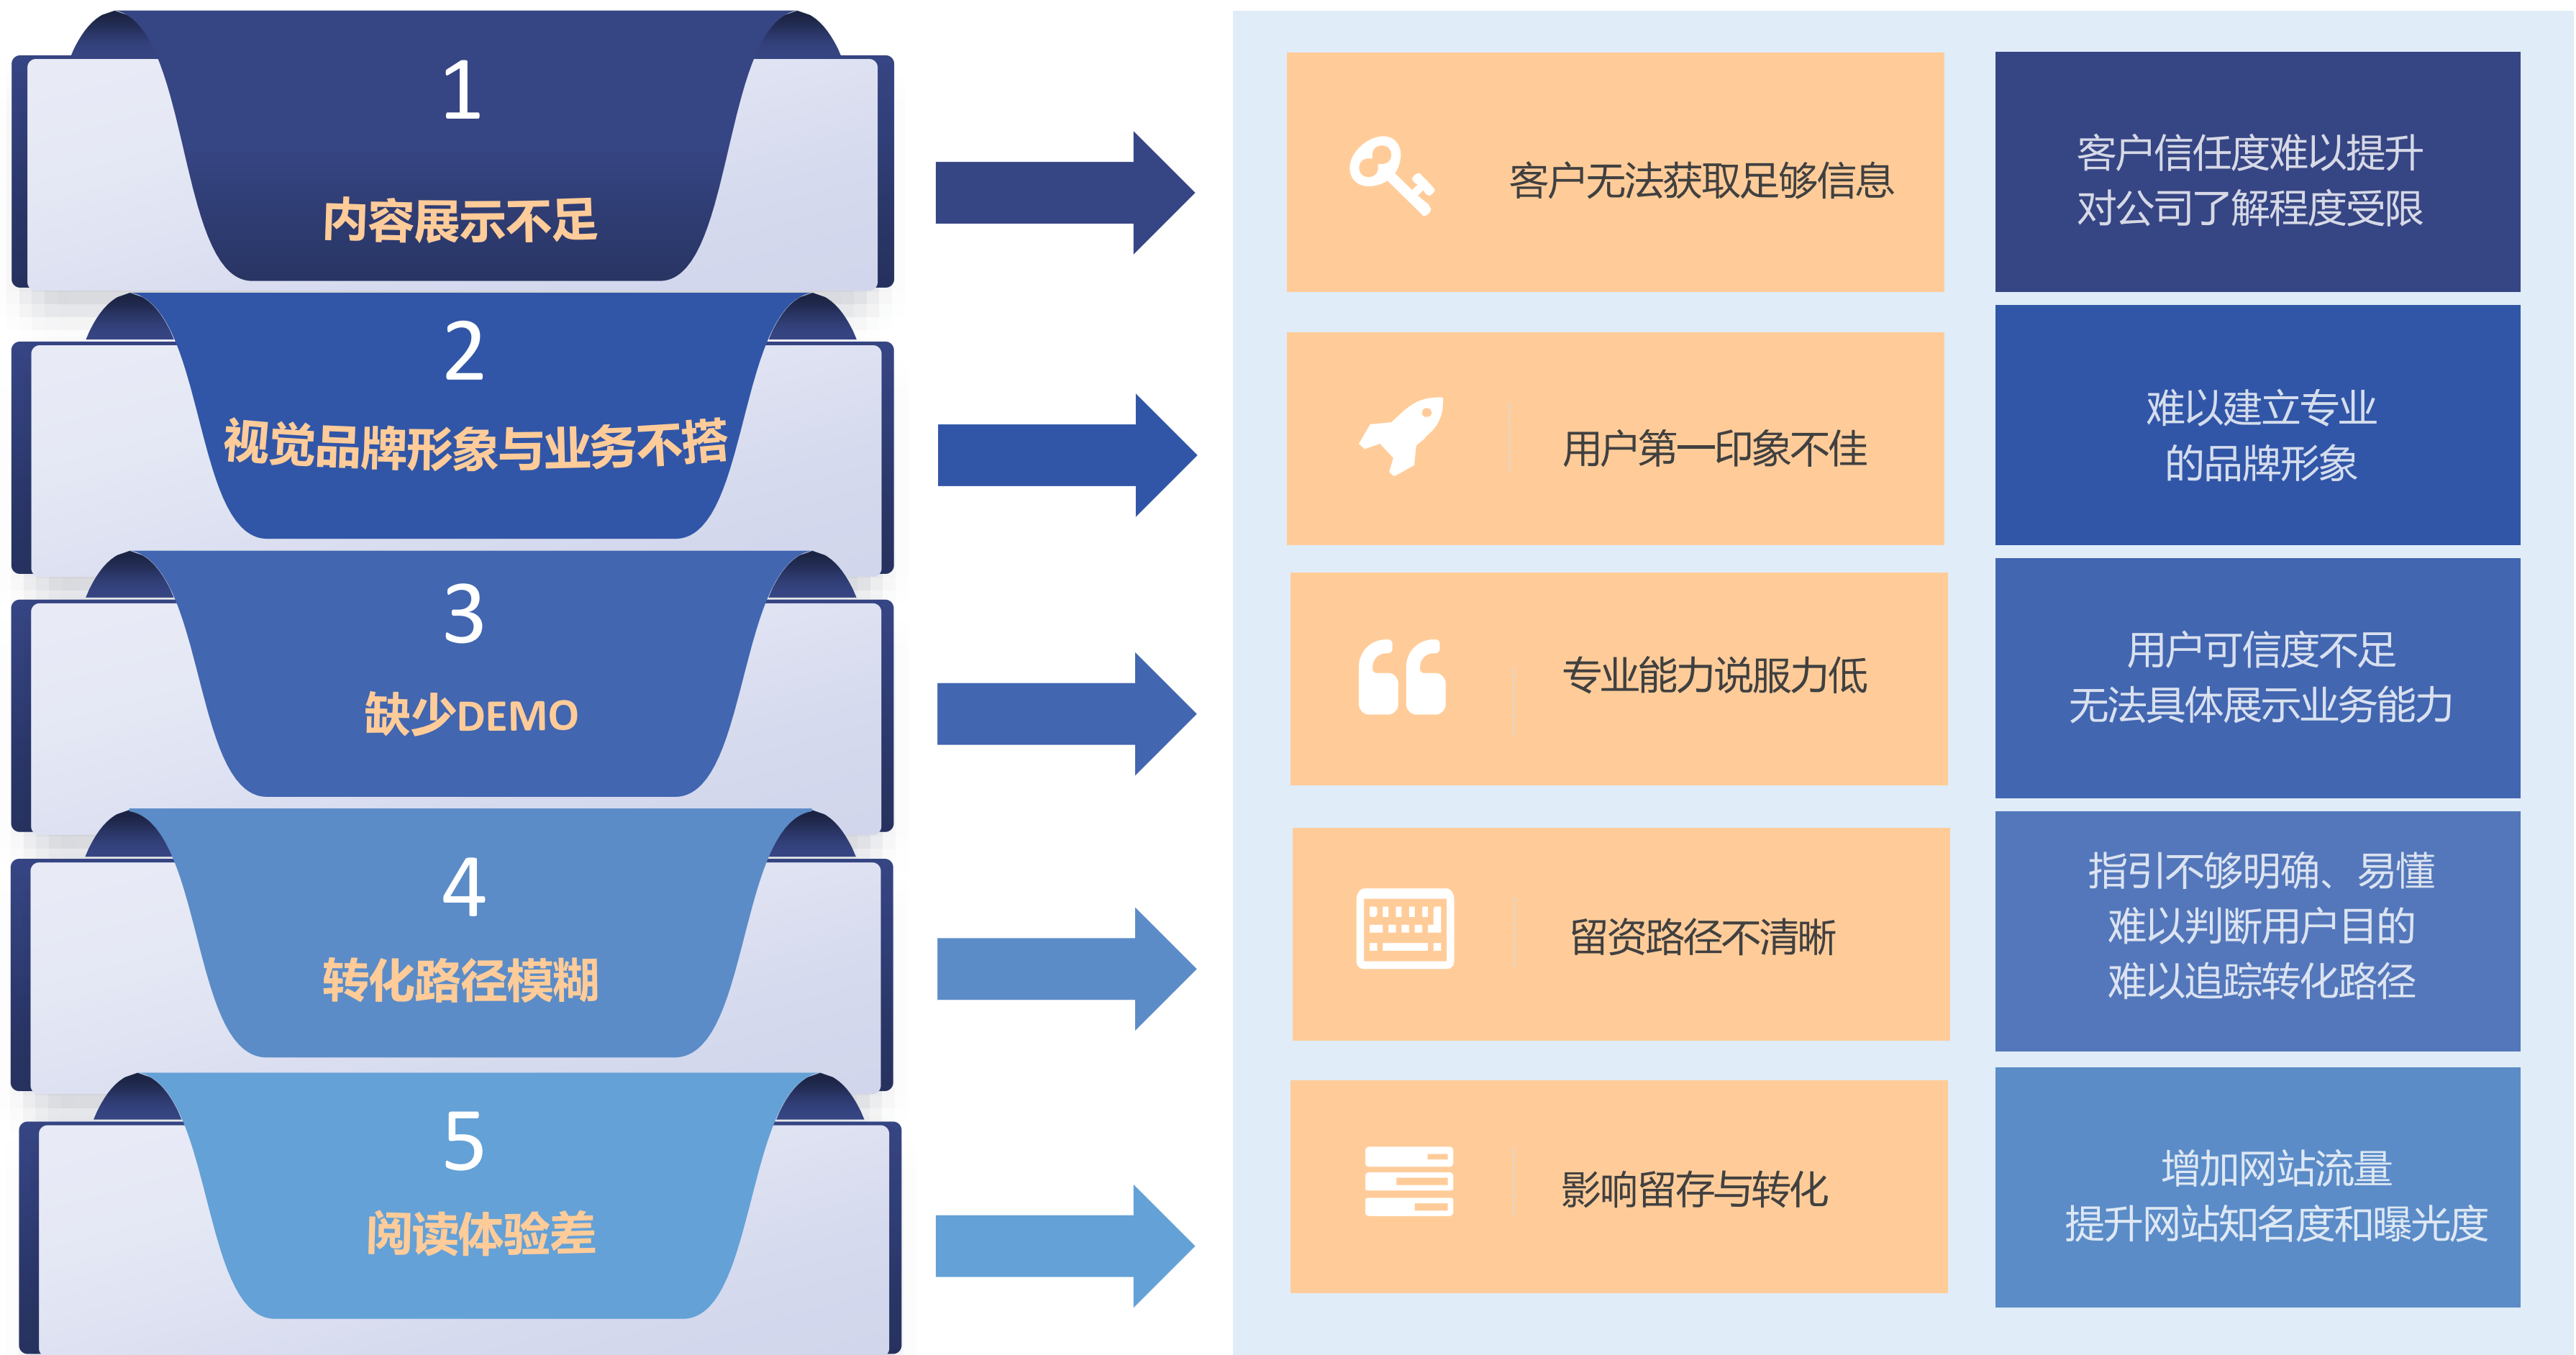 1
内容展示不足
客户无法获取足够信息
客户信任度难以提升
对公司了解程度受限
2
视觉品牌形象与业务不搭
用户第一印象不佳
难以建立专业
的品牌形象
3
缺少DEMO
专业能力说服力低
用户可信度不足
无法具体展示业务能力
4
转化路径模糊
留资路径不清晰
指引不够明确、易懂
难以判断用户目的
难以追踪转化路径
5
阅读体验差
影响留存与转化
增加网站流量
提升网站知名度和曝光度